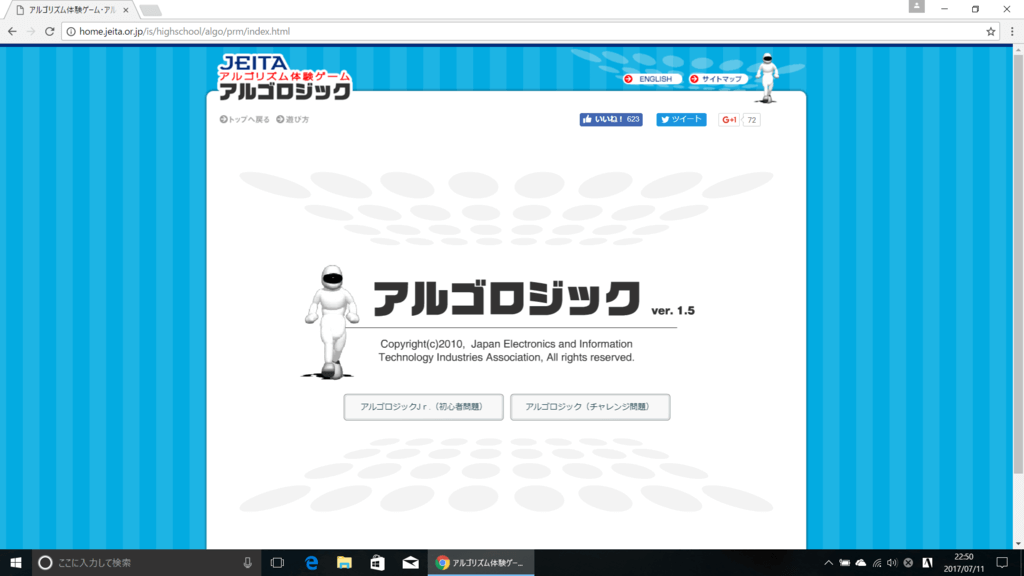 アルゴリズム体験ゲーム・アル
home.jeita.or.jp/is/highschool/algo/prm/index.html
JEITA
アルゴリズム体験ゲーム
アルゴロジック
ENGLISH
サイトマップ
トップへ戻る
遊び方
いいね！ 623
ツイート
G+1
72
アルゴロジック ver. 1.5
Copyright(c)2010, Japan Electronics and Information
Technology Industries Association, All rights reserved.
アルゴロジックJｒ.（初心者問題）
アルゴロジック（チャレンジ問題）
ここに入力して検索
アルゴリズム体験ゲー...
A
22:50
2017/07/11